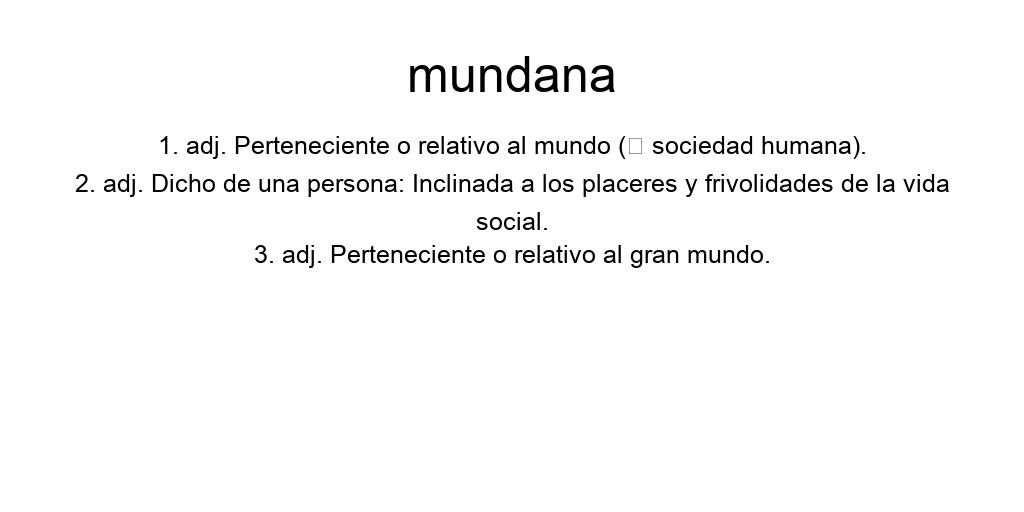 mundana
1. adj. Perteneciente o relativo al mundo (□ sociedad humana).
2. adj. Dicho de una persona: Inclinada a los placeres y frivolidades de la vida
social.
3. adj. Perteneciente o relativo al gran mundo.